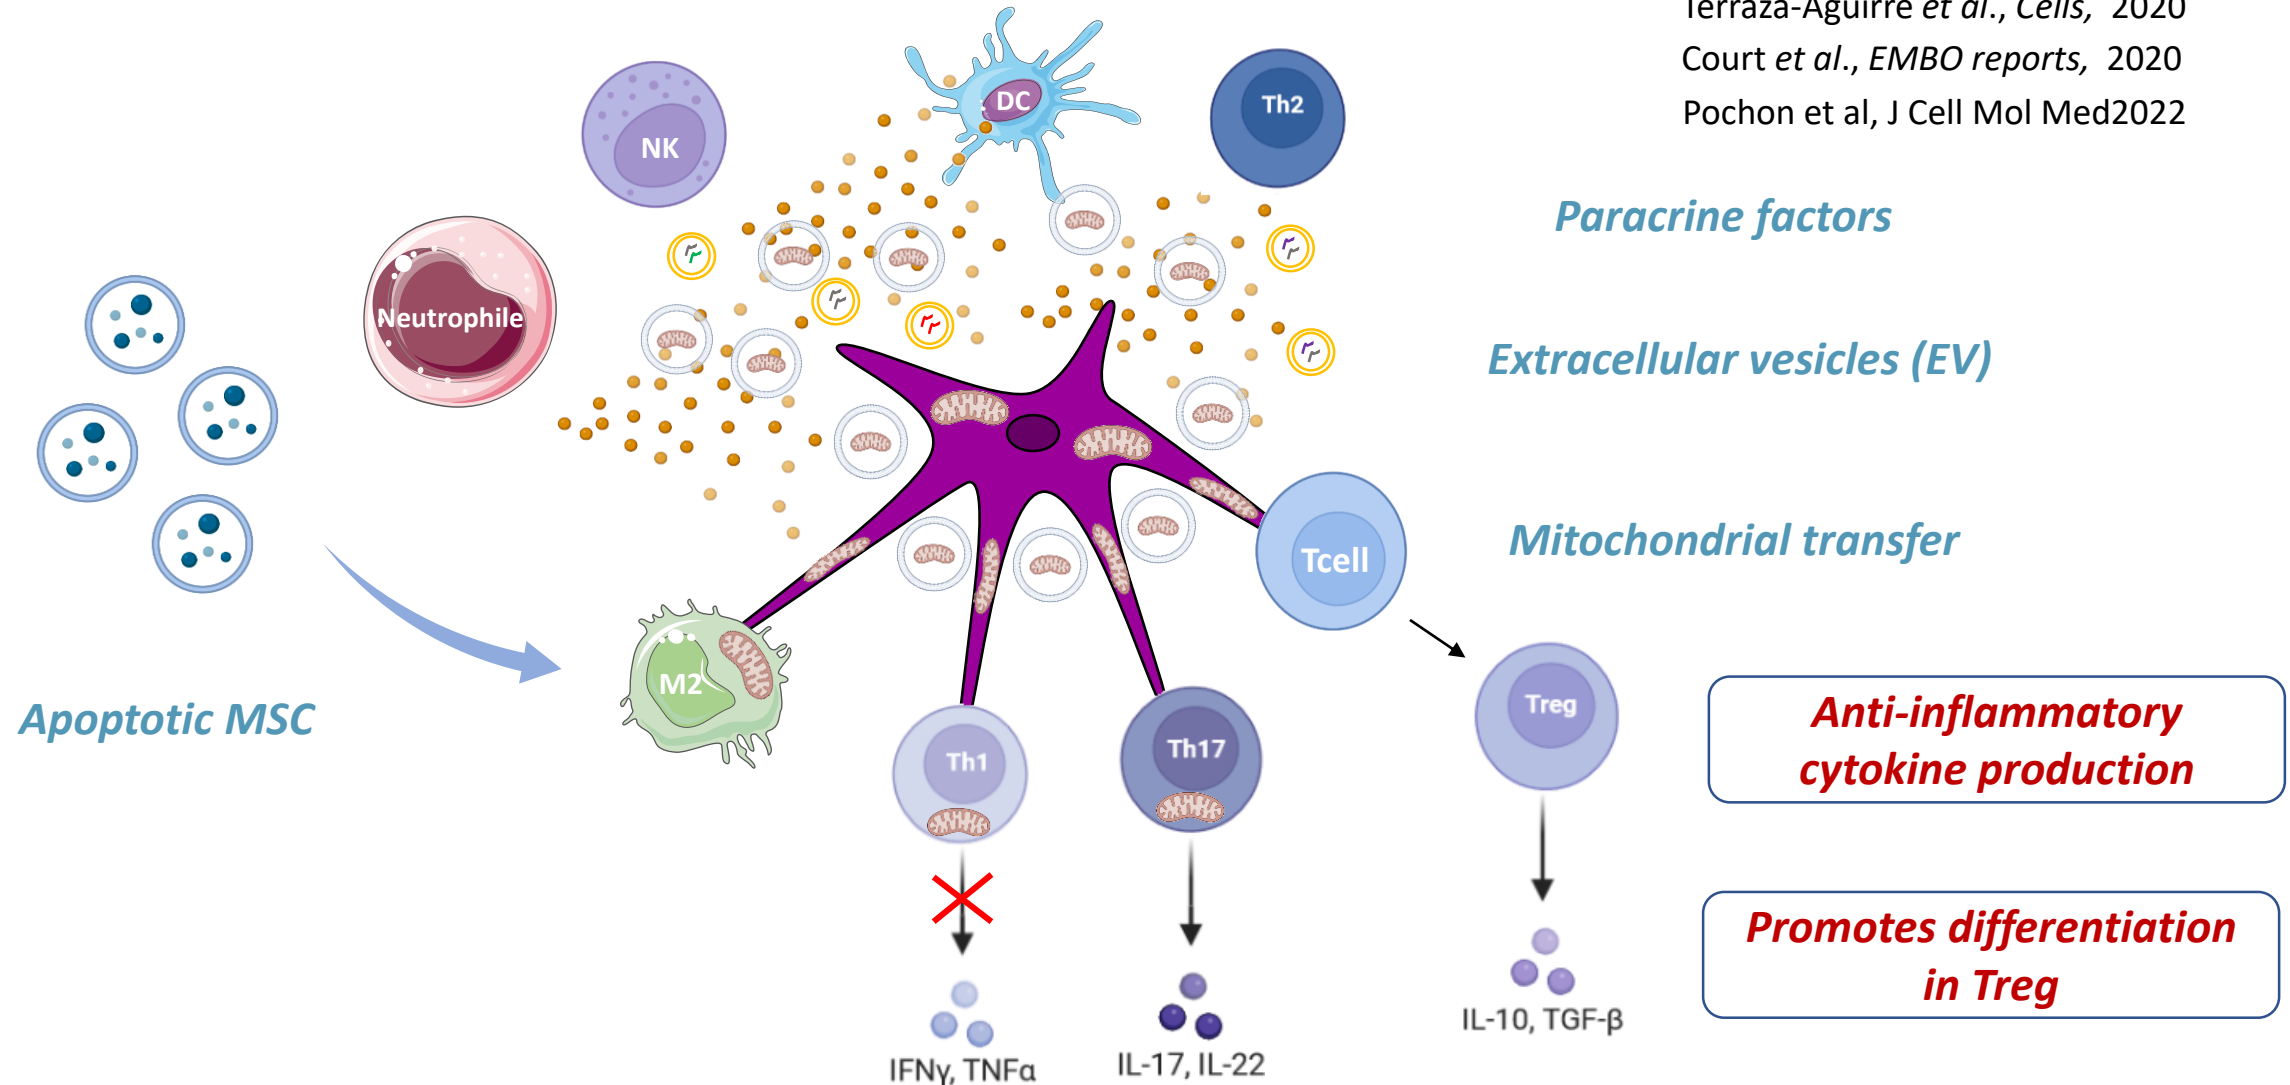 Terraza-Aguirre et al., Cells, 2020
Court et al., EMBO reports, 2020
Pochon et al, J Cell Mol Med2022
NK
DC
Th2
Paracrine factors
Neutrophile
Extracellular vesicles (EV)
Mitochondrial transfer
Tcell
Apoptotic MSC
M2
Th1
Th17
Treg
Anti-inflammatory
cytokine production
Promotes differentiation
in Treg
IFNγ, TNFα
IL-17, IL-22
IL-10, TGF-β